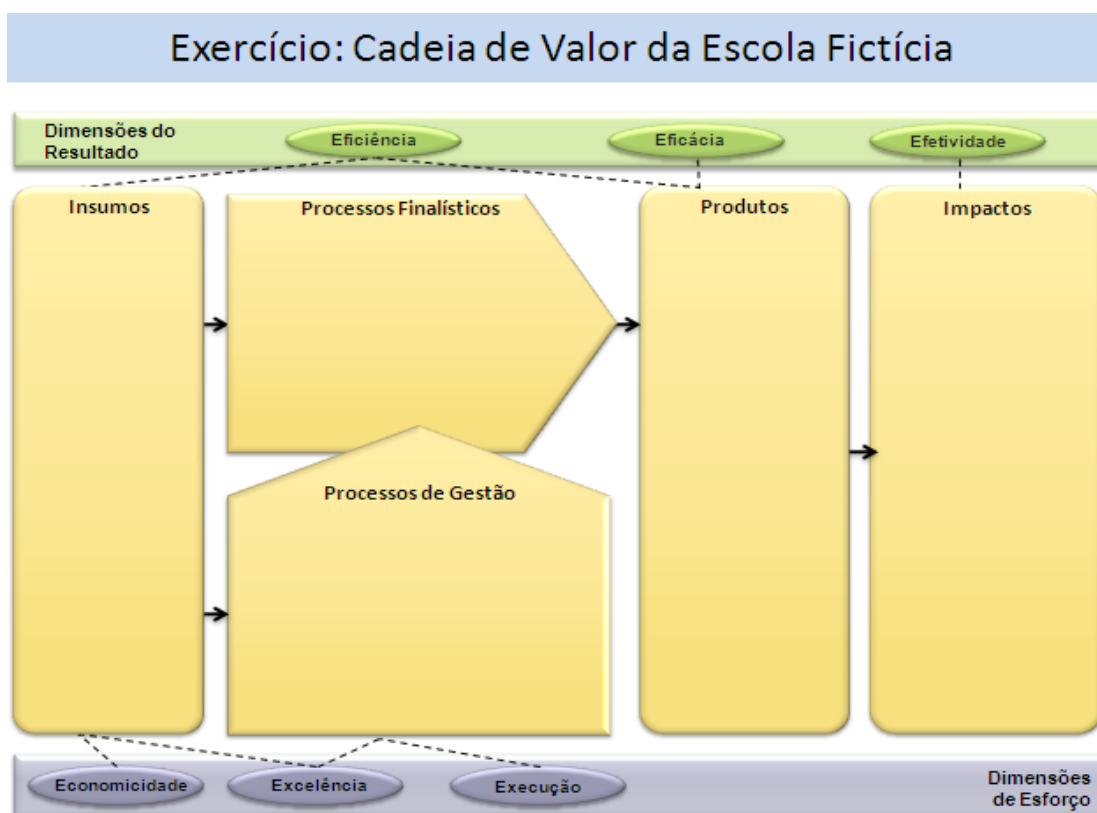 Exercício: Cadeia de Valor da Escola Fictícia
Dimensões do
Resultado
Eficiência
Eficácia
Efetividade
Insumos
Processos Finalísticos
Produtos
Impactos
Processos de Gestão
Economicidade
Excelência
Execução
Dimensões
de Esforço